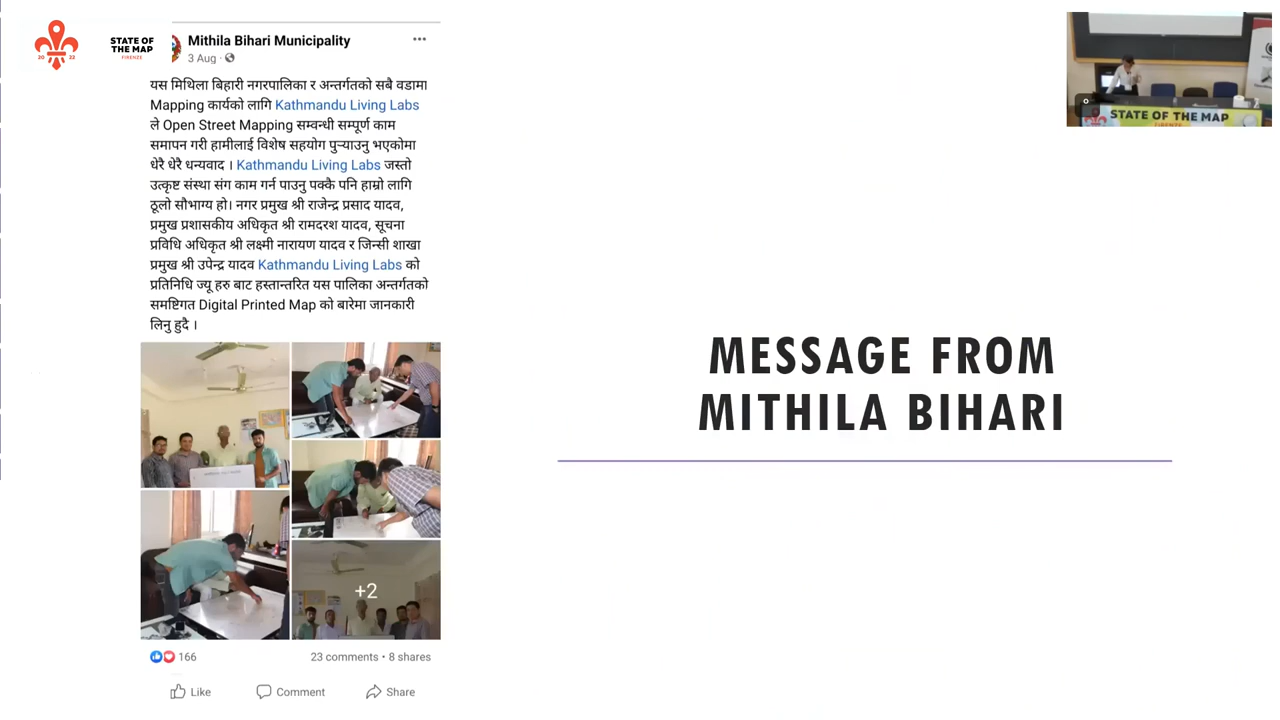 STATE OF
THE MAP
FIRENZE
20 22
Mithila Bihari Municipality
3 Aug
यस मिथिला बिहारी नगरपालिका र अन्तर्गतको सबै वडामा
Mapping कार्यको लागि Kathmandu Living Labs
ले Open Street Mapping सम्वन्धी सम्पूर्ण काम
समापन गरी हामीलाई विशेष सहयोग पुऱ्याउनु भएकोमा
धेरै धेरै धन्यवाद । Kathmandu Living Labs जस्तो
उत्कृष्ट संस्था संग काम गर्न पाउनु पक्कै पनि हाम्रो लागि
ठूलो सौभाग्य हो। नगर प्रमुख श्री राजेन्द्र प्रसाद यादव,
प्रमुख प्रशासकीय अधिकृत श्री रामदरश यादव, सूचना
प्रविधि अधिकृत श्री लक्ष्मी नारायण यादव र जिन्सी शाखा
प्रमुख श्री उपेन्द्र यादव Kathmandu Living Labs को
प्रतिनिधि ज्यू हरु बाट हस्तान्तरित यस पालिका अन्तर्गतको
समष्टिगत Digital Printed Map को बारेमा जानकारी
लिनु हुदै ।
+2
166
23 comments • 8 shares
Like Comment Share
MESSAGE FROM
MITHILA BIHARI
STATE OF THE MAP
FIRENZE